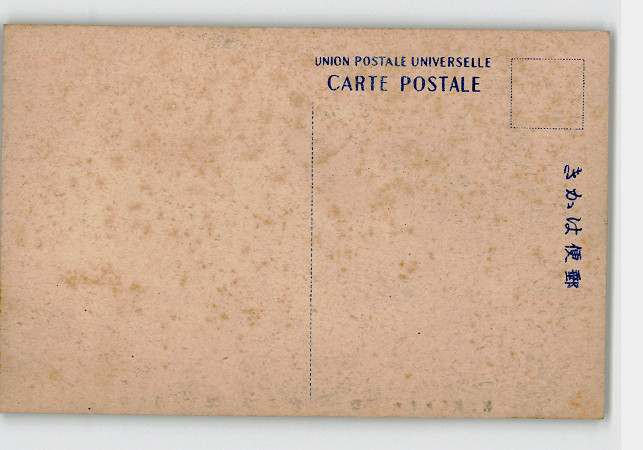 UNION POSTALE UNIVERSELLE
CARTE POSTALE
郵便はかき